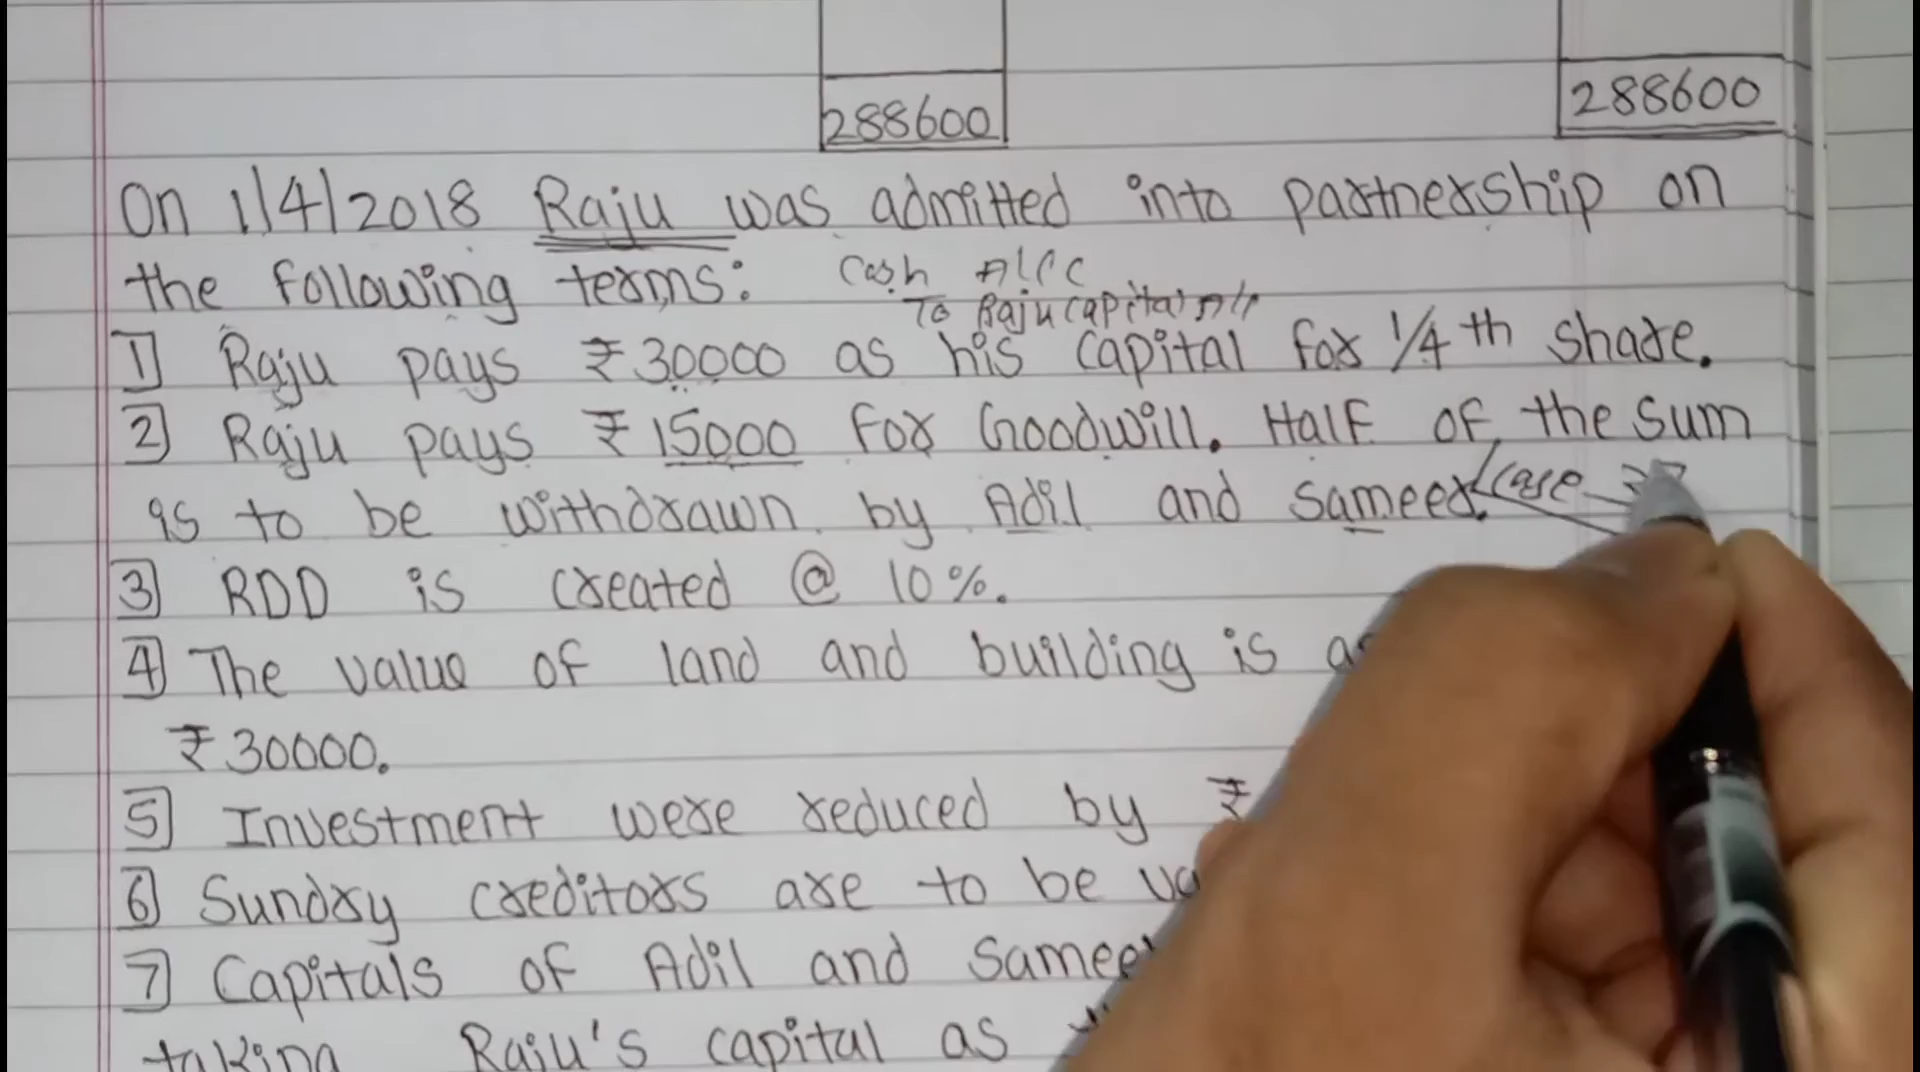 288600 288600
On 1/4/2018 Raju was admitted into partnership on
the following terms:
Cash A/C
To Raju capital A/c
1] Raju pays ₹30000 as his capital for 1/4th share.
2] Raju pays ₹15000 for Goodwill. Half of the sum
is to be withdrawn by Adil and Sameer. (case
3] RDD is created @ 10%.
4] The value of land and building is
₹30000.
5] Investment were reduced by ₹
6] Sundry creditors are to be
7] Capitals of Adil and Sameer
taking Raju's capital as